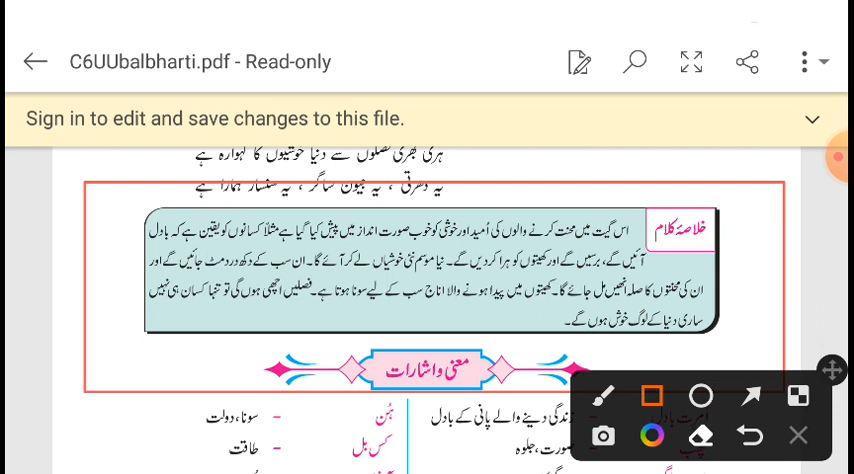 C6UUbalbharti.pdf - Read-only
Sign in to edit and save changes to this file.
ہری بھری فصلوں سے دنیا خوشیوں کا گہوارہ ہے
یہ دھرتی ، یہ جیون ساگر ، یہ سنسار ہمارا ہے
خلاصۂ کلام
اس گیت میں محنت کرنے والوں کی اُمید اور خوشی کو خوب صورت انداز میں پیش کیا گیا ہے مثلاً کسانوں کو یقین ہے کہ بادل
آئیں گے، برسیں گے اور کھیتوں کو ہرا کردیں گے۔ نیا موسم نئی خوشیاں لے کر آئے گا۔ ان سب کے دکھ درد مٹ جائیں گے اور
ان کی محنتوں کا صلہ انھیں مل جائے گا۔ کھیتوں میں پیدا ہونے والا اناج سب کے لیے سونا ہوتا ہے۔ فصلیں اچھی ہوں گی تو تنہا کسان ہی نہیں
ساری دنیا کے لوگ خوش ہوں گے۔
معنی و اشارات
امرت بادل - زندگی دینے والے پانی کے بادل
صورت، جلوہ
ہُن - سونا، دولت
کس بل - طاقت